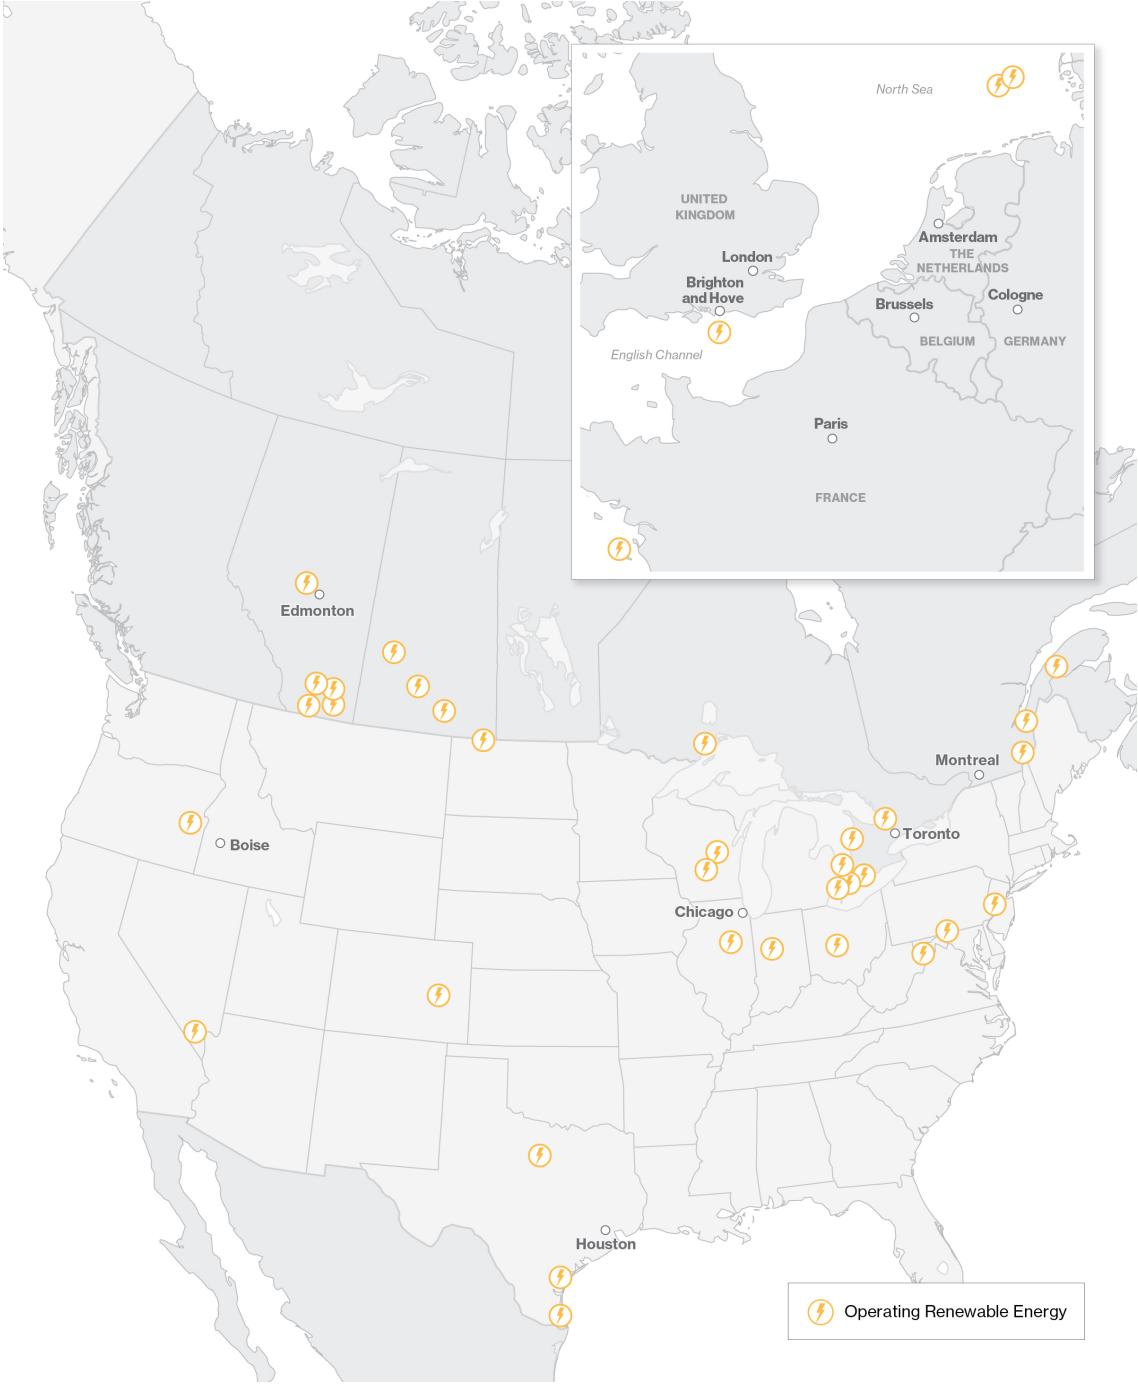 North Sea
UNITED
KINGDOM
Amsterdam
THE
NETHERLANDS
London
Brighton
and Hove
Brussels
Cologne
English Channel
BELGIUM
GERMANY
Paris
FRANCE
Edmonton
Montreal
Boise
Toronto
Chicago
Houston
Operating Renewable Energy